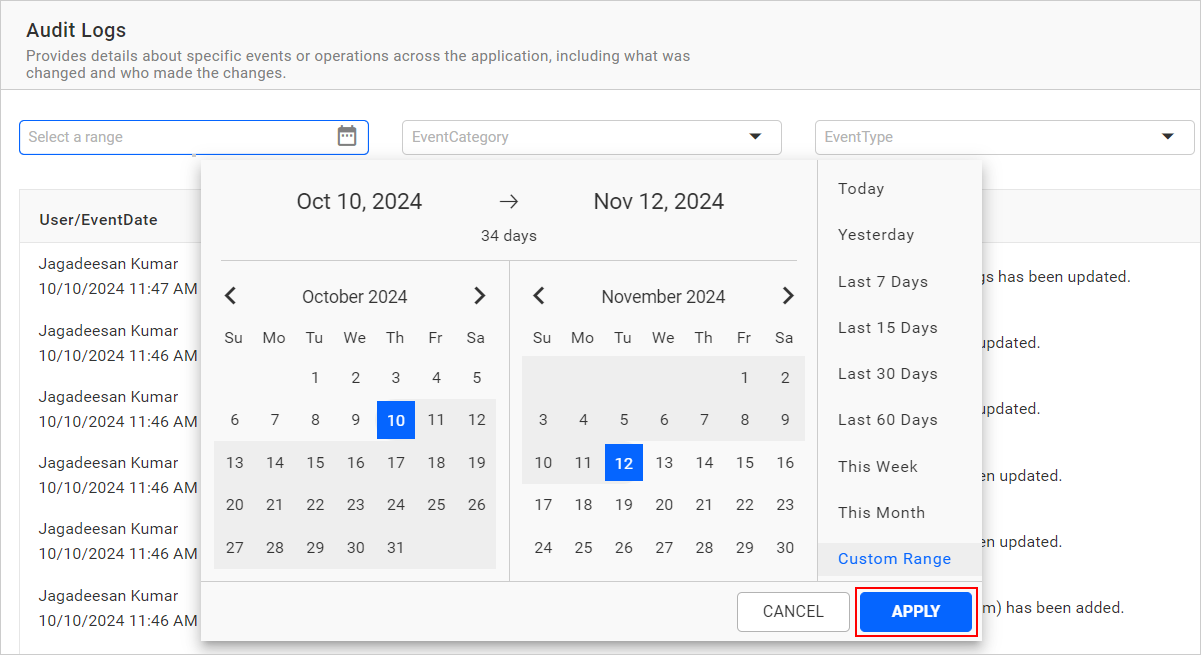 Audit Logs
Provides details about specific events or operations across the application, including what was
changed and who made the changes.
Select a range
EventCategory
EventType
User/EventDate
Jagadeesan Kumar
10/10/2024 11:47 AM
Jagadeesan Kumar
10/10/2024 11:46 AM
Jagadeesan Kumar
10/10/2024 11:46 AM
Jagadeesan Kumar
10/10/2024 11:46 AM
Jagadeesan Kumar
10/10/2024 11:46 AM
Jagadeesan Kumar
10/10/2024 11:46 AM
Oct 10, 2024 → Nov 12, 2024
34 days
October 2024
Su Mo Tu We Th Fr Sa
1 2 3 4 5
6 7 8 9 10 11 12
13 14 15 16 17 18 19
20 21 22 23 24 25 26
27 28 29 30 31
November 2024
Su Mo Tu We Th Fr Sa
1 2
3 4 5 6 7 8 9
10 11 12 13 14 15 16
17 18 19 20 21 22 23
24 25 26 27 28 29 30
Today
Yesterday
Last 7 Days
Last 15 Days
Last 30 Days
Last 60 Days
This Week
This Month
Custom Range
CANCEL
APPLY
has been updated.
updated.
updated.
updated.
updated.
has been added.